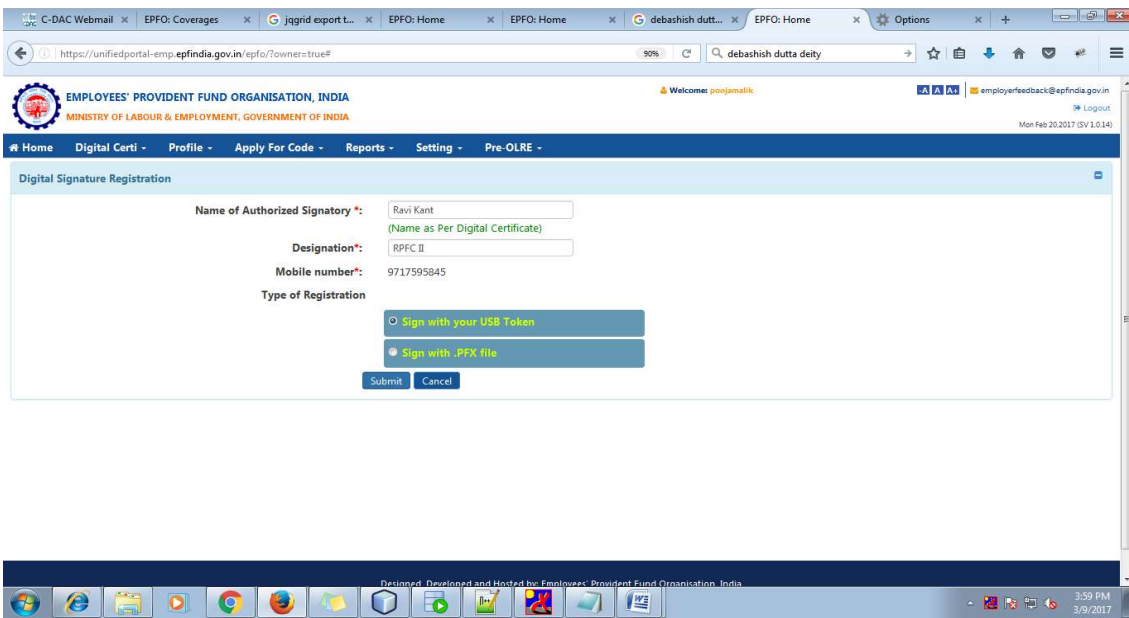 C-DAC Webmail
EPFO: Coverages
jqgrid export t...
EPFO: Home
EPFO: Home
debashish dutt...
EPFO: Home
Options
https://unifiedportal-emp.epfindia.gov.in/epfo/?owner=true#
90%
debashish dutta deity
EMPLOYEES' PROVIDENT FUND ORGANISATION, INDIA
MINISTRY OF LABOUR & EMPLOYMENT, GOVERNMENT OF INDIA
Welcome: poojamalik
-A A A+
employerfeedback@epfindia.gov.in
Logout
Mon Feb 20,2017 (SV 1.0.14)
Home Digital Certi Profile Apply For Code Reports Setting Pre-OLRE
Digital Signature Registration
Name of Authorized Signatory *: Ravi Kant
(Name as Per Digital Certificate)
Designation*: RPFC II
Mobile number*: 9717595845
Type of Registration
Sign with your USB Token
Sign with .PFX file
Submit Cancel
Designed, Developed and Hosted by: Employees' Provident Fund Organisation, India
3:59 PM
3/9/2017